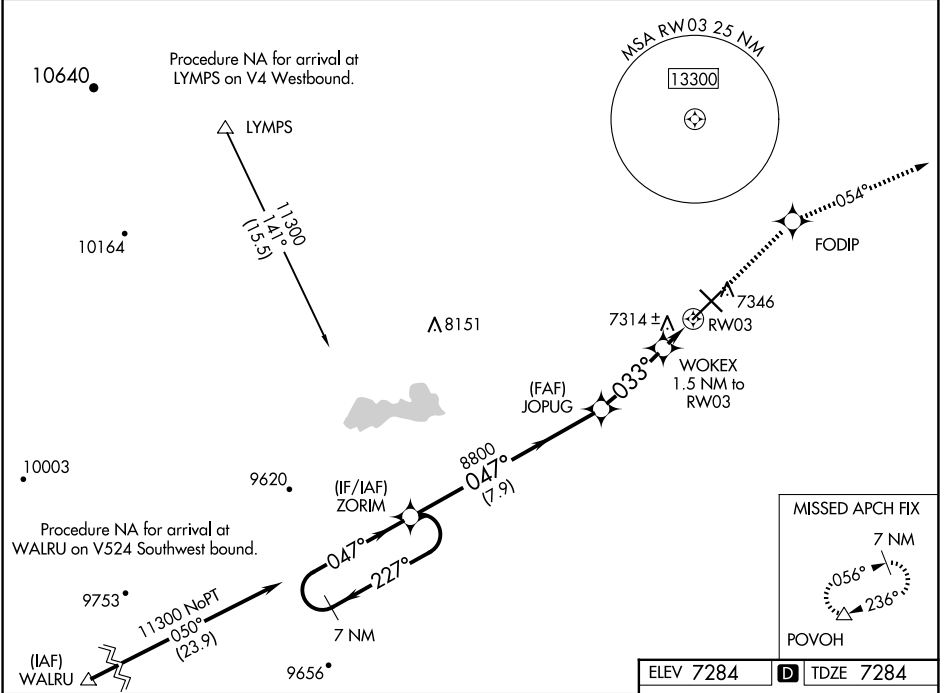 10640
Procedure NA for arrival at
LYMPS on V4 Westbound.
MSA RW03 25 NM
13300
LYMPS
11300
141°
(15.5)
10164
054°
FODIP
8151
7314 ±
7346
RW03
WOKEX
1.5 NM to
RW03
033°
(FAF)
JOPUG
8800
047°
(7.9)
10003
9620
(IF/IAF)
ZORIM
Procedure NA for arrival at
WALRU on V524 Southwest bound.
047°
227°
7 NM
9753
11300 NoPT
050°
(23.9)
(IAF)
WALRU
9656
MISSED APCH FIX
7 NM
056°
236°
POVOH
ELEV 7284 D TDZE 7284